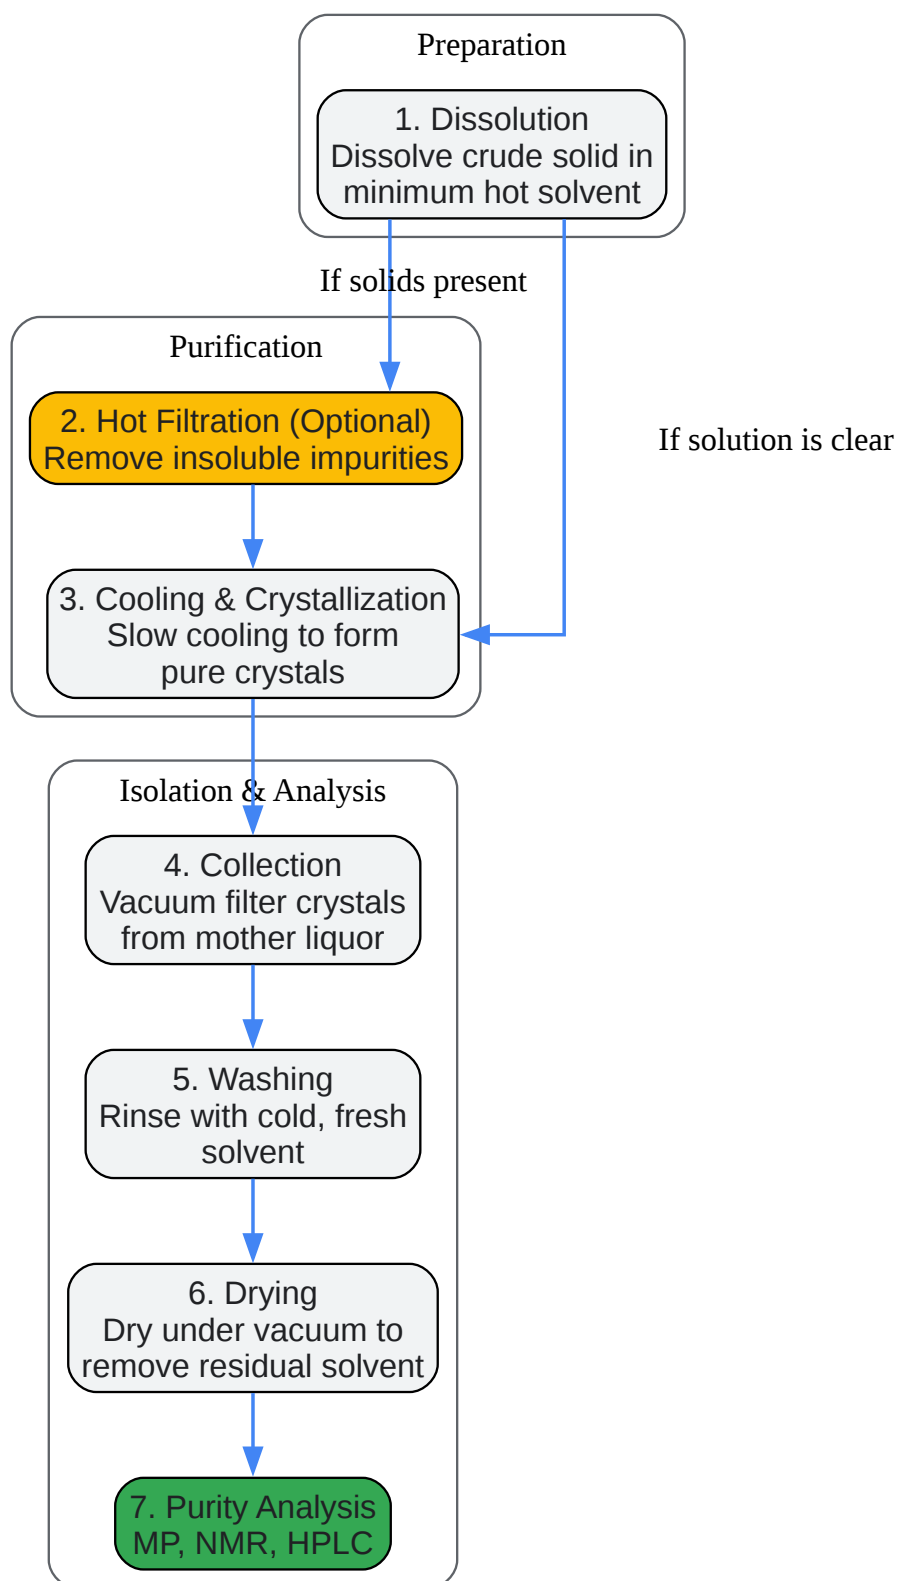 Preparation
1. Dissolution
Dissolve crude solid in
minimum hot solvent
If solids present
Purification
2. Hot Filtration (Optional)
Remove insoluble impurities
If solution is clear
3. Cooling & Crystallization
Slow cooling to form
pure crystals
Isolation & Analysis
4. Collection
Vacuum filter crystals
from mother liquor
5. Washing
Rinse with cold, fresh
solvent
6. Drying
Dry under vacuum to
remove residual solvent
7. Purity Analysis
MP, NMR, HPLC